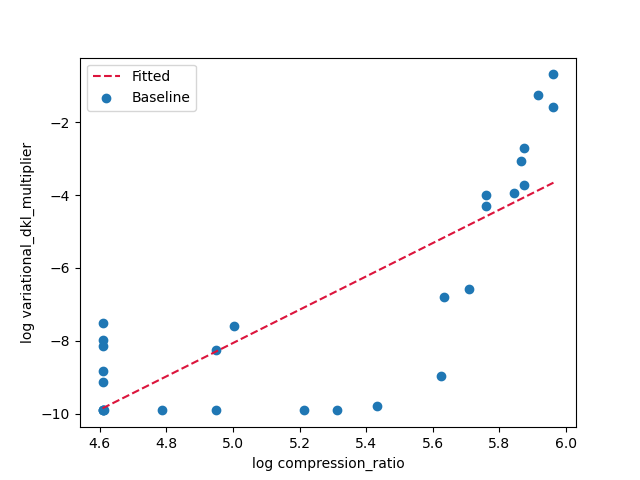 Fitted
Baseline
log variational_dkl_multiplier
−2
−4
−6
−8
−10
4.6 4.8 5.0 5.2 5.4 5.6 5.8 6.0
log compression_ratio